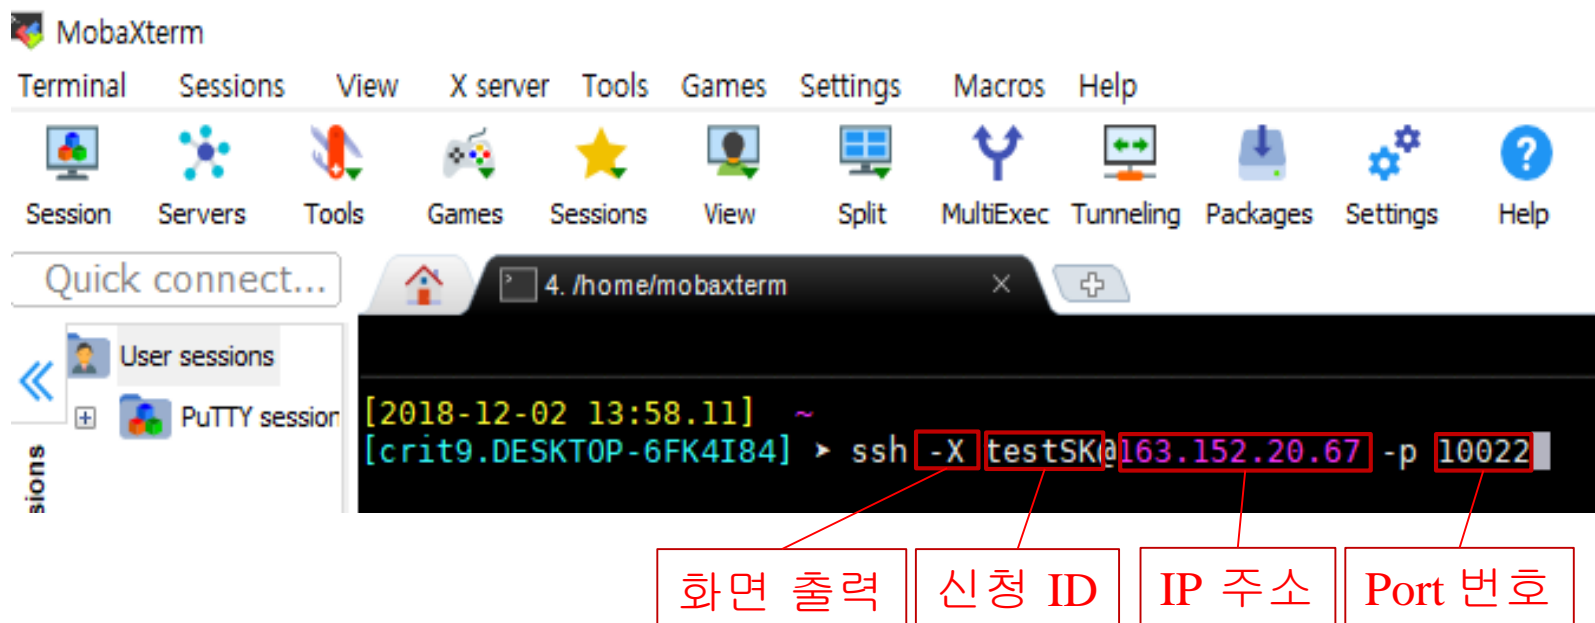 MobaXterm
Terminal Sessions View X server Tools Games Settings Macros Help
Session Servers Tools Games Sessions View Split MultiExec Tunneling Packages Settings Help
Quick connect...
4. /home/mobaxterm
User sessions
PuTTY session
[2018-12-02 13:58.11] ~
[crit9.DESKTOP-6FK4I84] ➤ ssh -X testSK@163.152.20.67 -p 10022
화면 출력 신청 ID IP 주소 Port 번호